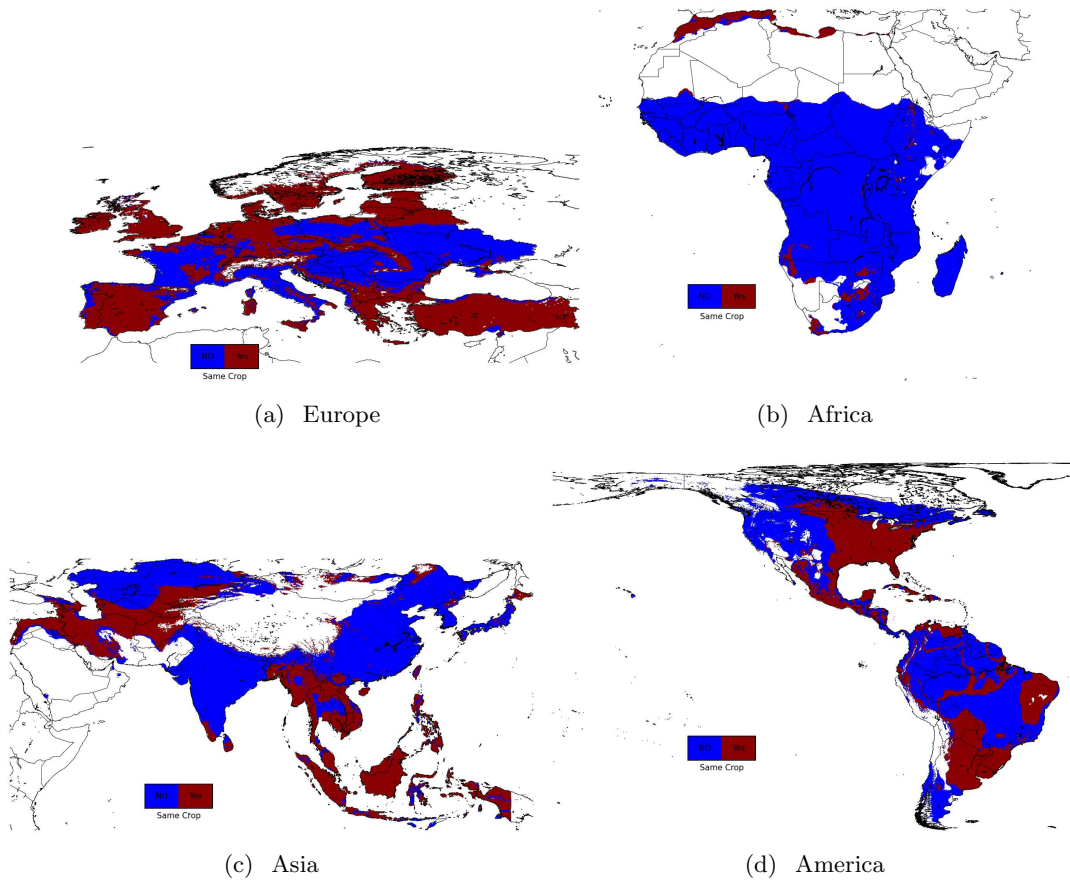 NO Yes
Same Crop
(a) Europe
NO Yes
Same Crop
(b) Africa
NO Yes
Same Crop
(c) Asia
NO Yes
Same Crop
(d) America